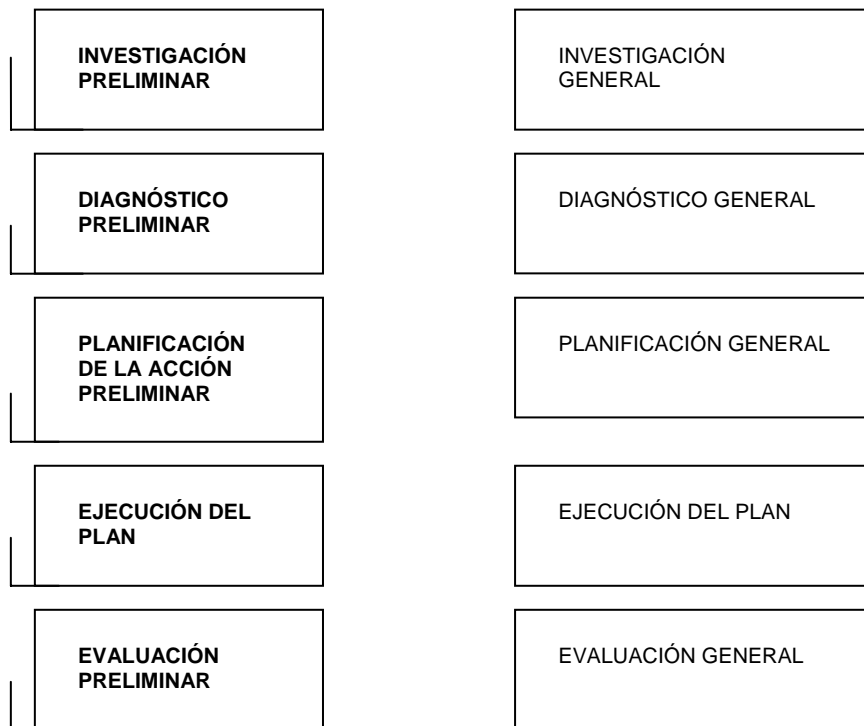 INVESTIGACIÓN
PRELIMINAR
INVESTIGACIÓN
GENERAL
DIAGNÓSTICO
PRELIMINAR
DIAGNÓSTICO GENERAL
PLANIFICACIÓN
DE LA ACCIÓN
PRELIMINAR
PLANIFICACIÓN GENERAL
EJECUCIÓN DEL
PLAN
EJECUCIÓN DEL PLAN
EVALUACIÓN
PRELIMINAR
EVALUACIÓN GENERAL